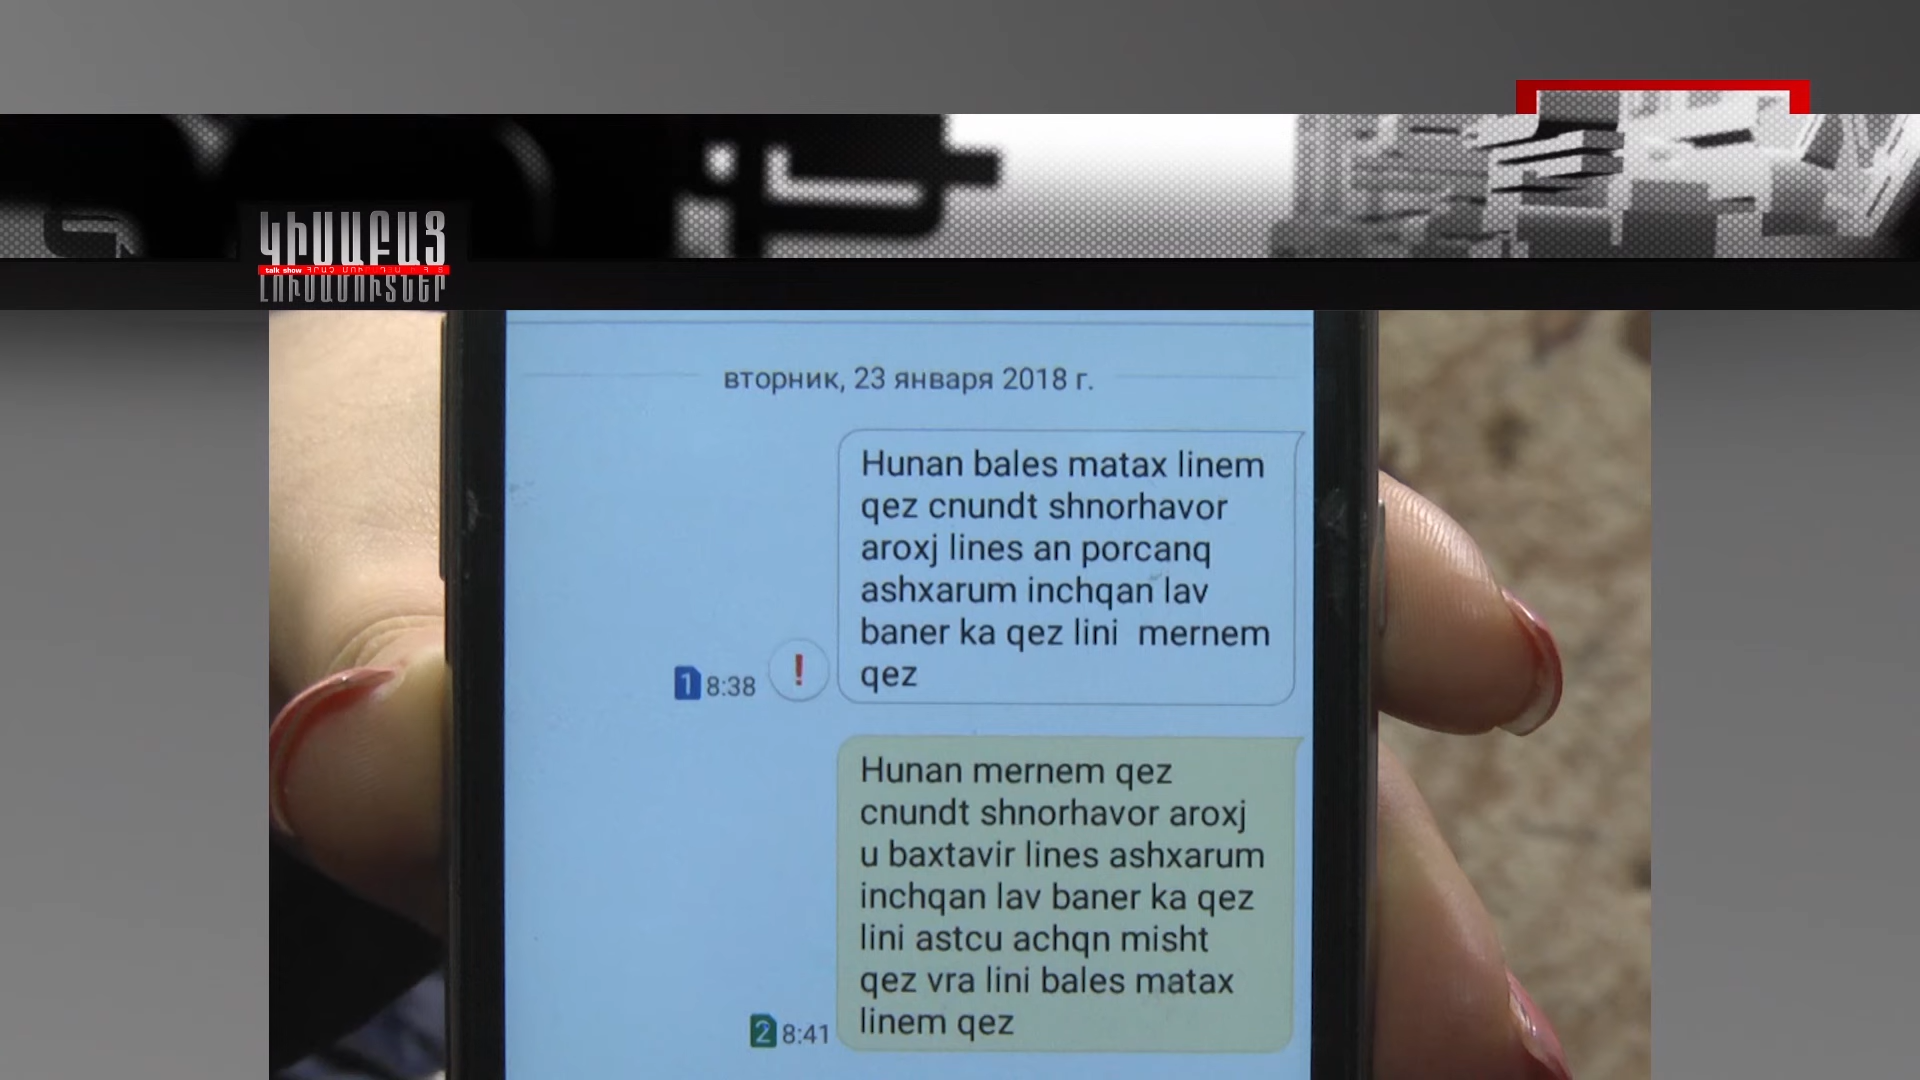 ԿԻՍԱԲԱՑ
talk show
ԼՈՒՍԱՄՈՒՏՆԵՐ
вторник, 23 января 2018 г.
Hunan bales matax linem
qez cnundt shnorhavor
aroxj lines an porcanq
ashxarum inchqan lav
baner ka qez lini  mernem
qez
1 8:38 !
Hunan mernem qez
cnundt shnorhavor aroxj
u baxtavir lines ashxarum
inchqan lav baner ka qez
lini astcu achqn misht
qez vra lini bales matax
linem qez
2 8:41